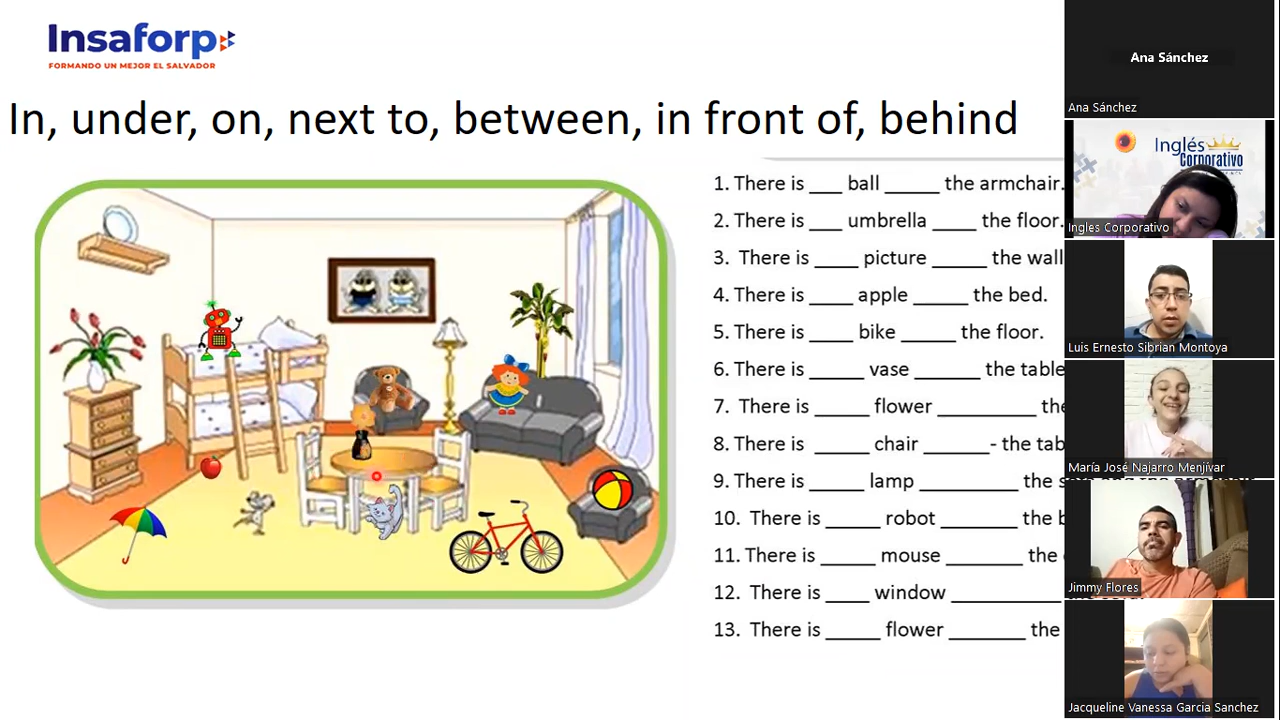 Insaforp
FORMANDO UN MEJOR EL SALVADOR
In, under, on, next to, between, in front of, behind
1. There is ___ ball _____ the armchair.
2. There is ___ umbrella ____ the floor.
3. There is ____ picture _____ the wall
4. There is ____ apple _____ the bed.
5. There is ____ bike _____ the floor.
6. There is _____ vase ______ the table
7. There is _____ flower _________ the
8. There is _____ chair ______- the tab
9. There is _____ lamp _________ the
10. There is _____ robot _______ the b
11. There is _____ mouse _______ the
12. There is ____ window __________
13. There is _____ flower _______ the
Ana Sánchez
Ana Sánchez
Inglés
Corporativo
Ingles Corporativo
Luis Ernesto Sibrian Montoya
María José Najarro Menjívar
Jimmy Flores
Jacqueline Vanessa Garcia Sanchez